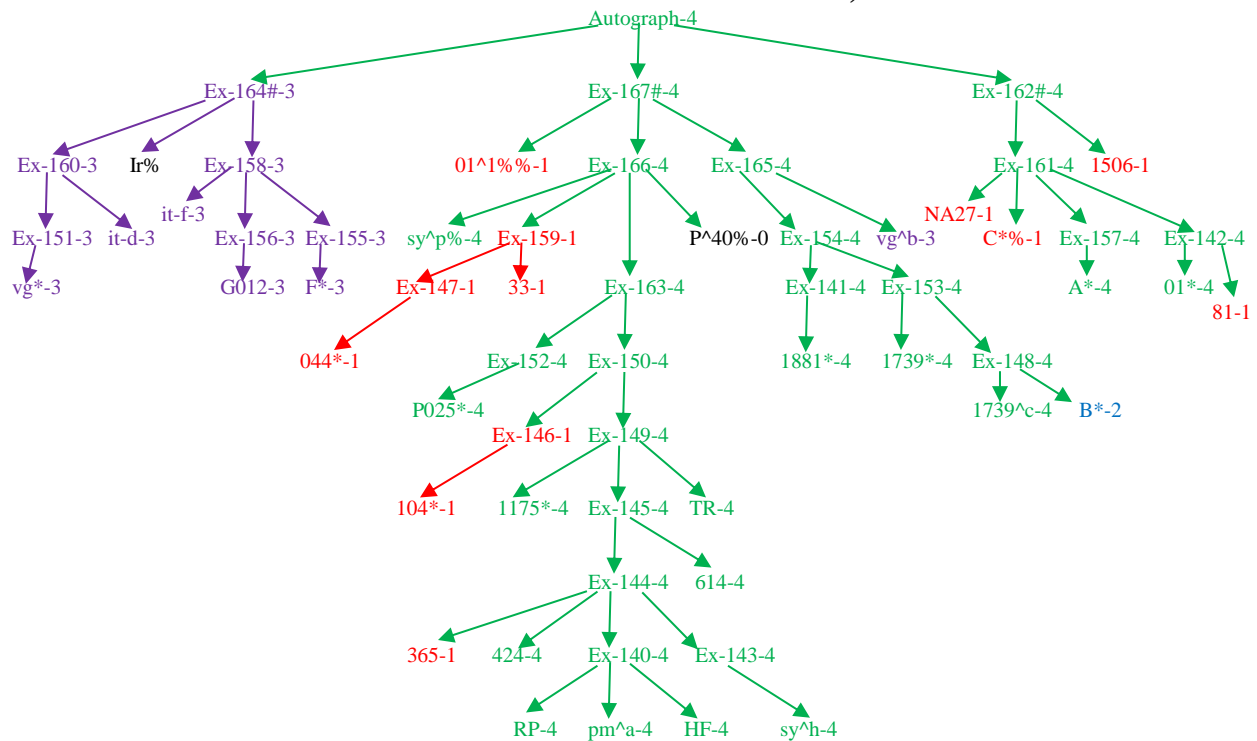 Autograph-4
Ex-164#-3 Ex-167#-4 Ex-162#-4
Ex-160-3 Ir% Ex-158-3 01^1%%-1 Ex-166-4 Ex-165-4 Ex-161-4 1506-1
it-f-3 NA27-1
Ex-151-3 it-d-3 Ex-156-3 Ex-155-3 sy^p%-4 Ex-159-1 P^40%-0 Ex-154-4 vg^b-3 C*%-1 Ex-157-4 Ex-142-4
vg*-3 G012-3 F*-3 Ex-147-1 33-1 Ex-163-4 Ex-141-4 Ex-153-4 A*-4 01*-4
81-1
044*-1 Ex-152-4 Ex-150-4 1881*-4 1739*-4 Ex-148-4
P025*-4 1739^c-4 B*-2
Ex-146-1 Ex-149-4
104*-1 1175*-4 Ex-145-4 TR-4
Ex-144-4 614-4
365-1 424-4 Ex-140-4 Ex-143-4
RP-4 pm^a-4 HF-4 sy^h-4